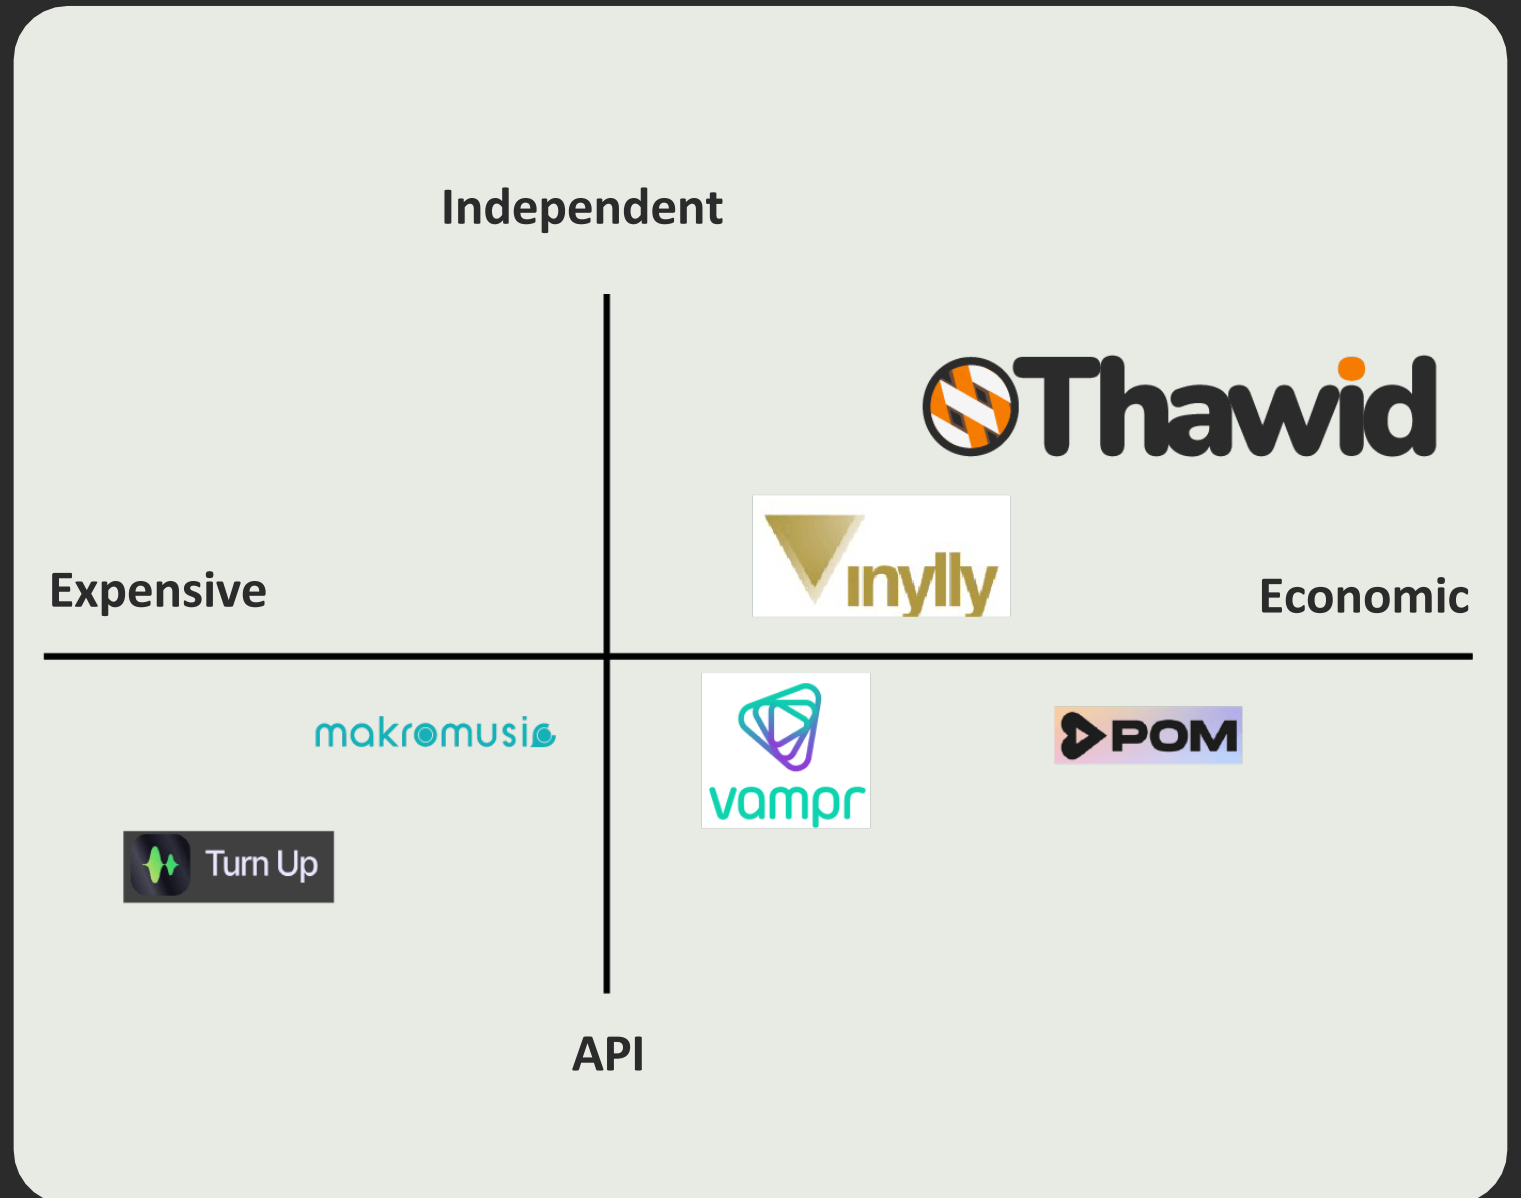 Independent
Thawid
Vinylly
Expensive
Economic
makromusic
vampr
POM
Turn Up
API